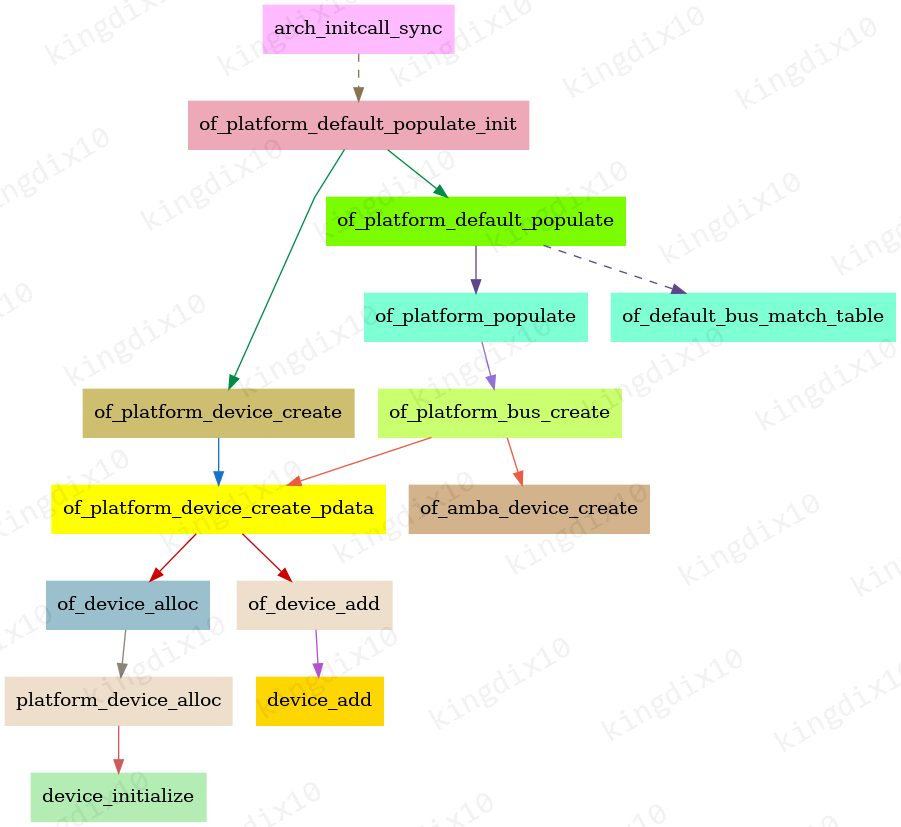 arch_initcall_sync
of_platform_default_populate_init
of_platform_default_populate
of_platform_populate
of_default_bus_match_table
of_platform_device_create
of_platform_bus_create
of_platform_device_create_pdata
of_amba_device_create
of_device_alloc
of_device_add
platform_device_alloc
device_add
device_initialize
kingdix10